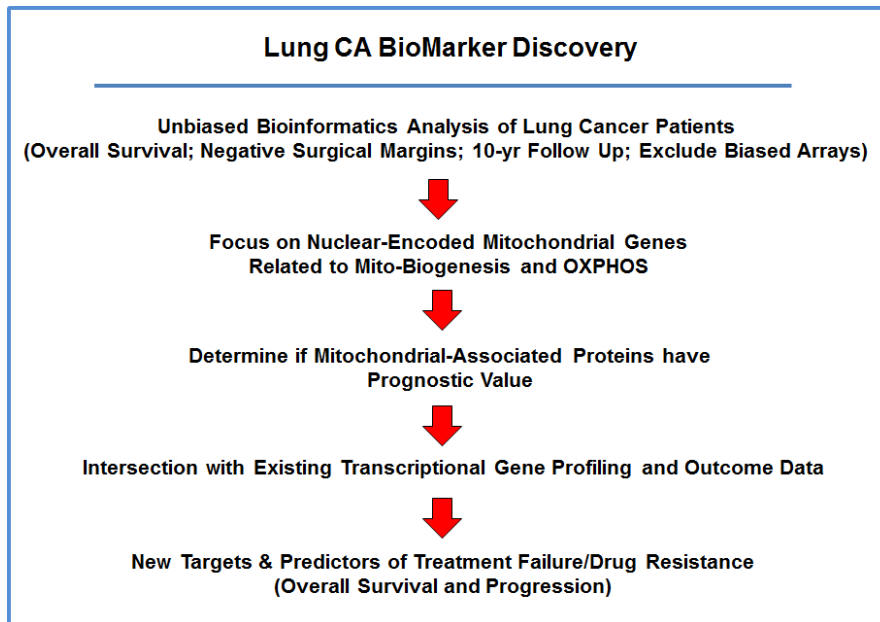 Lung CA BioMarker Discovery
Unbiased Bioinformatics Analysis of Lung Cancer Patients
(Overall Survival; Negative Surgical Margins; 10-yr Follow Up; Exclude Biased Arrays)
Focus on Nuclear-Encoded Mitochondrial Genes
Related to Mito-Biogenesis and OXPHOS
Determine if Mitochondrial-Associated Proteins have
Prognostic Value
Intersection with Existing Transcriptional Gene Profiling and Outcome Data
New Targets & Predictors of Treatment Failure/Drug Resistance
(Overall Survival and Progression)